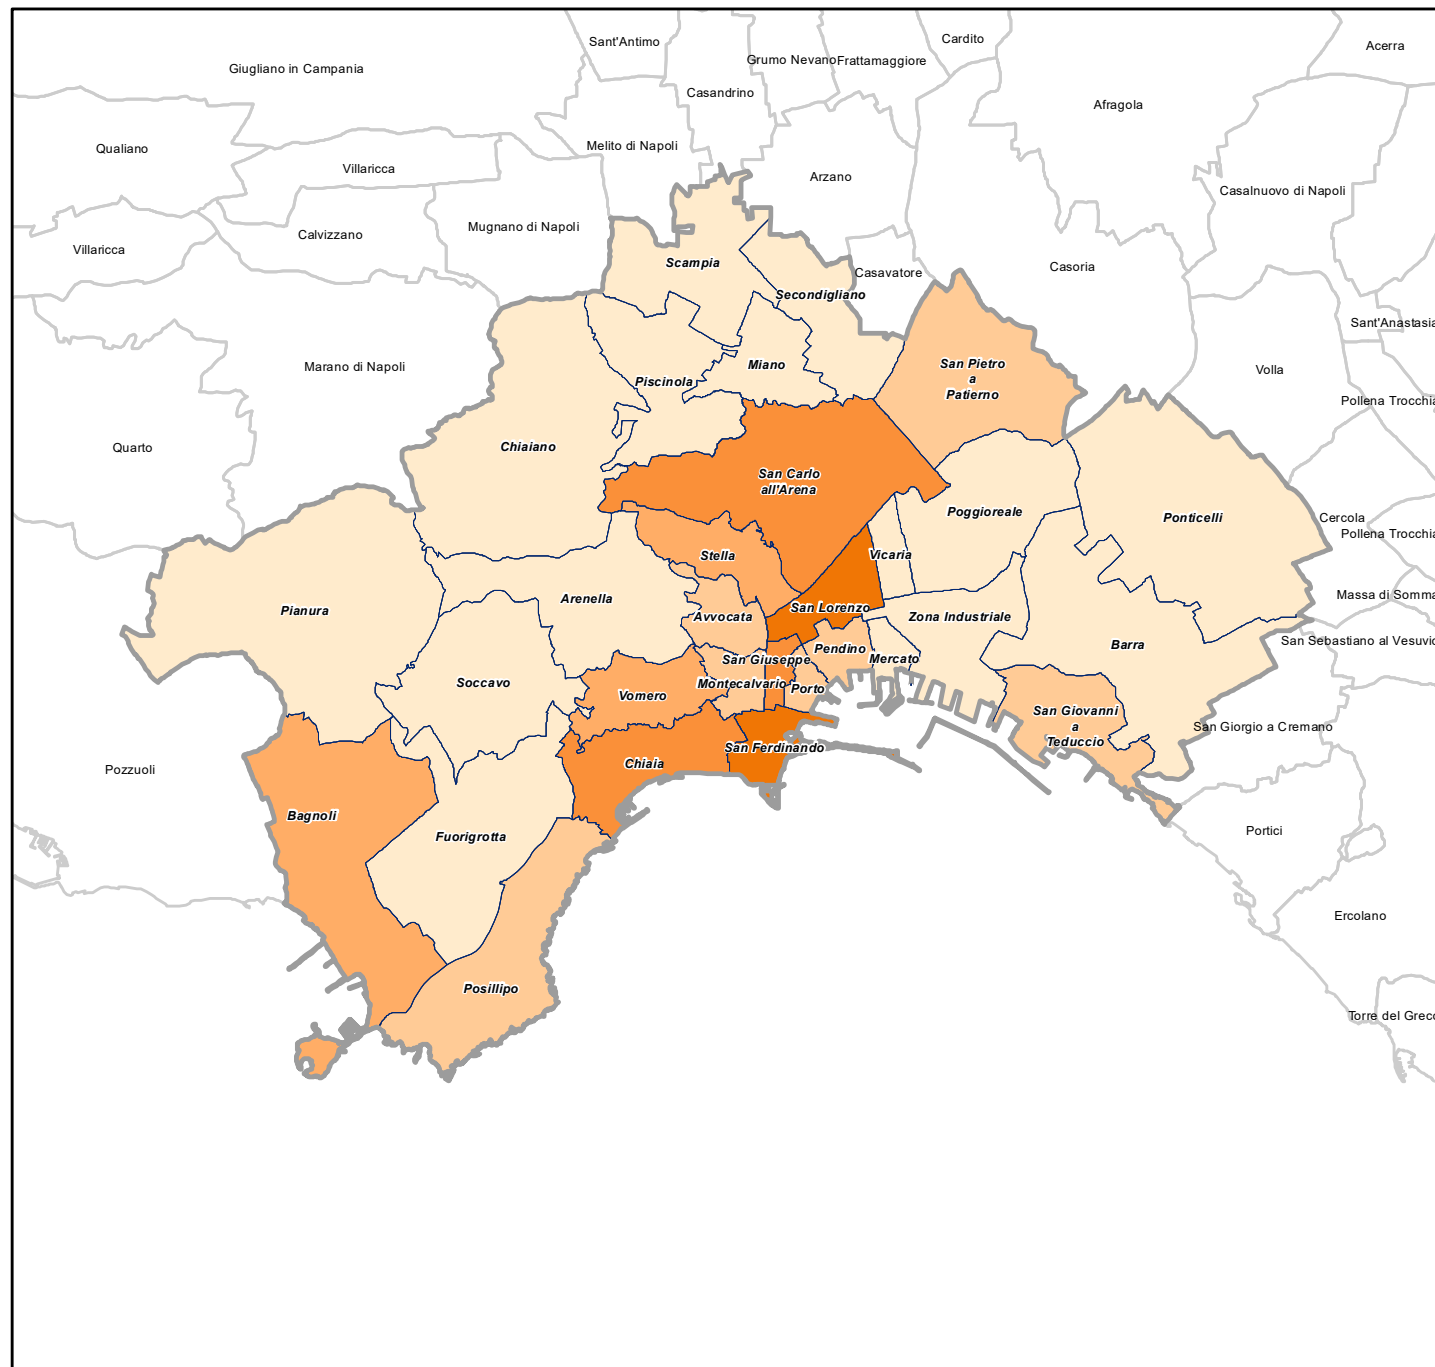 Sant'Antimo
Cardito
Acerra
Giugliano in Campania
Grumo Nevano
Frattamaggiore
Casandrino
Afragola
Qualiano
Melito di Napoli
Villaricca
Arzano
Casalnuovo di Napoli
Mugnano di Napoli
Calvizzano
Villaricca
Scampia
Casavatore
Casoria
Secondigliano
Sant'Anastasia
Marano di Napoli
Miano
San Pietro
a
Patierno
Volla
Piscinola
Pollena Trocchia
Quarto
Chiaiano
San Carlo
all'Arena
Poggioreale
Ponticelli
Cercola
Pollena Trocchia
Stella
Vicaria
Massa di Somma
Pianura
Arenella
San Lorenzo
Avvocata
Zona Industriale
Barra
San Sebastiano al Vesuvio
Pendino
San Giuseppe
Mercato
Soccavo
Montecalvario
Porto
Vomero
San Giovanni
a
Teduccio
San Giorgio a Cremano
San Ferdinando
Chiaia
Pozzuoli
Bagnoli
Fuorigrotta
Portici
Ercolano
Posillipo
Torre del Greco